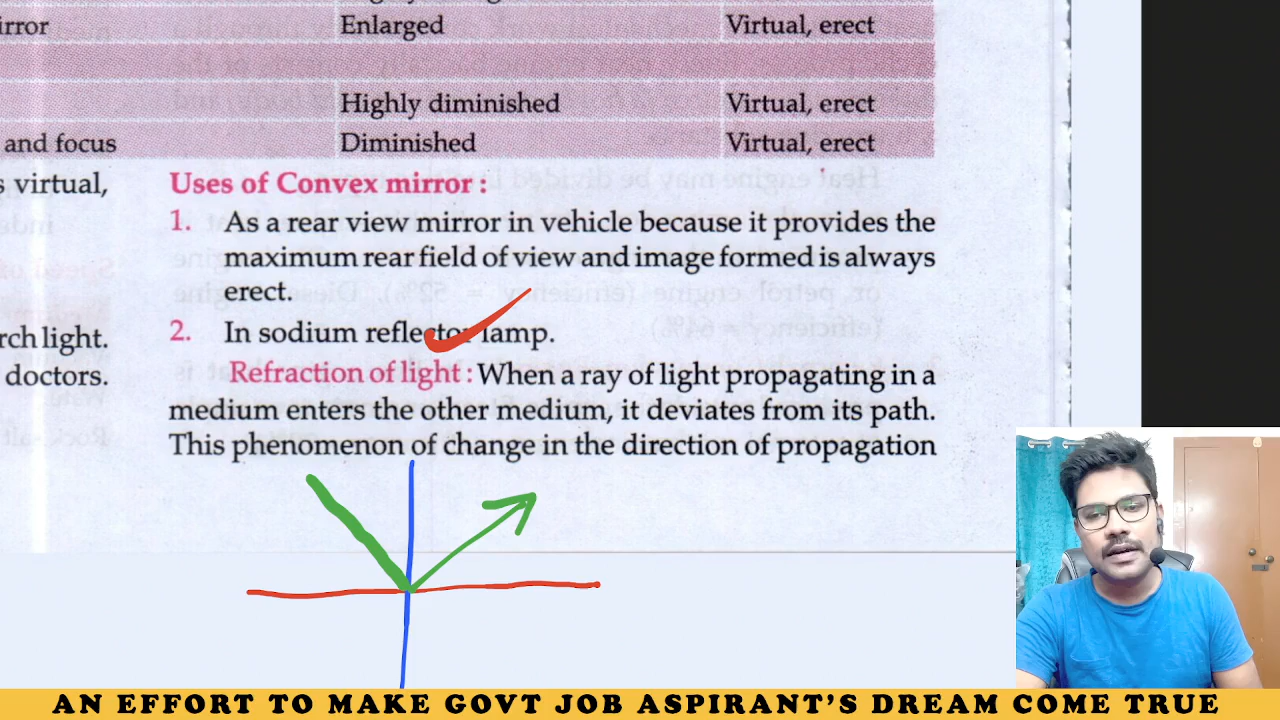 irror Enlarged Virtual, erect
Highly diminished Virtual, erect
and focus Diminished Virtual, erect
s virtual,
rch light.
doctors.
Uses of Convex mirror :
1. As a rear view mirror in vehicle because it provides the
maximum rear field of view and image formed is always
erect.
2. In sodium reflector lamp.
Refraction of light : When a ray of light propagating in a
medium enters the other medium, it deviates from its path.
This phenomenon of change in the direction of propagation
AN EFFORT TO MAKE GOVT JOB ASPIRANT'S DREAM COME TRUE